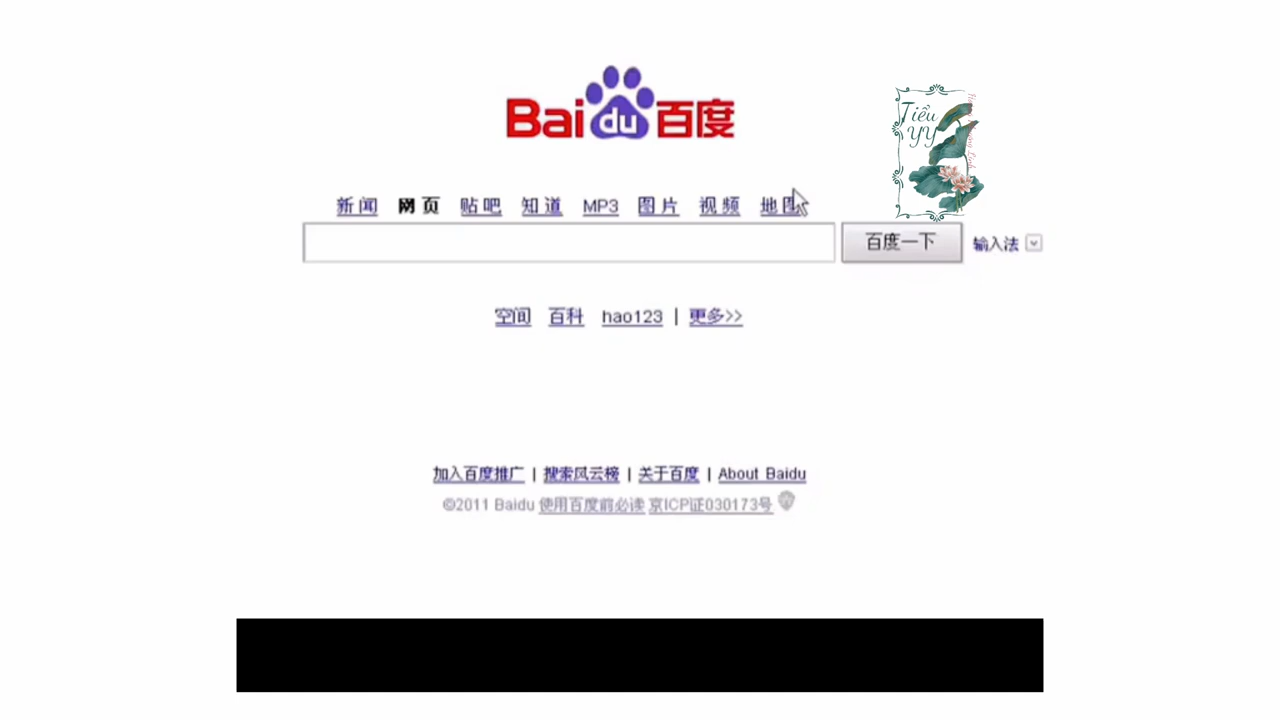 Bai du 百度
Tiểu
YY
新闻 网页 贴吧 知道 MP3 图片 视频 地图
百度一下 输入法
空间 百科 hao123 | 更多>>
加入百度推广 | 搜索风云榜 | 关于百度 | About Baidu
©2011 Baidu 使用百度前必读 京ICP证030173号